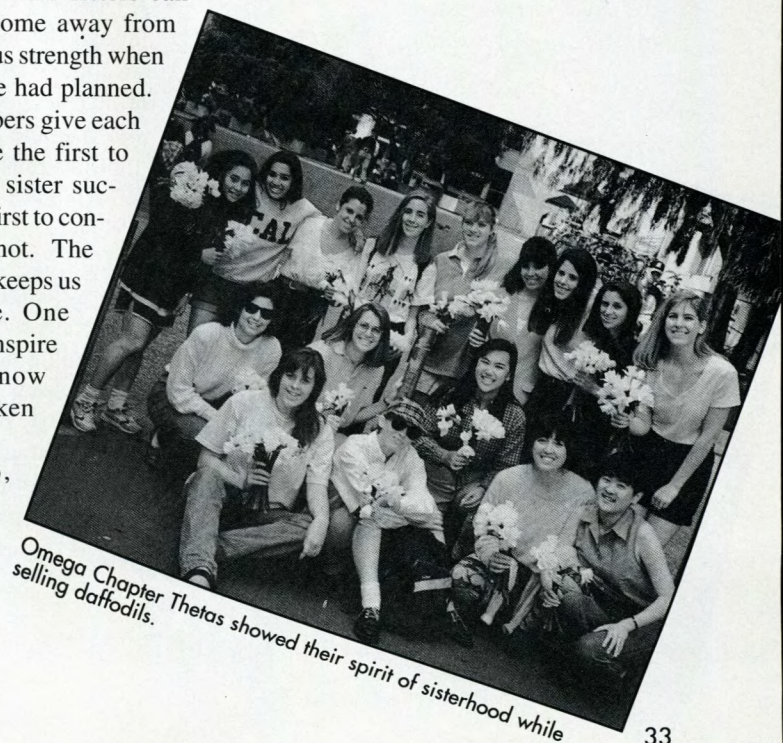 ome away from
us strength when
e had planned.
bers give each
e the first to
sister suc-
irst to con-
not. The
keeps us
e. One
nspire
now
ken
CAL
Omega Chapter Thetas showed their spirit of sisterhood while
selling daffodils.
33